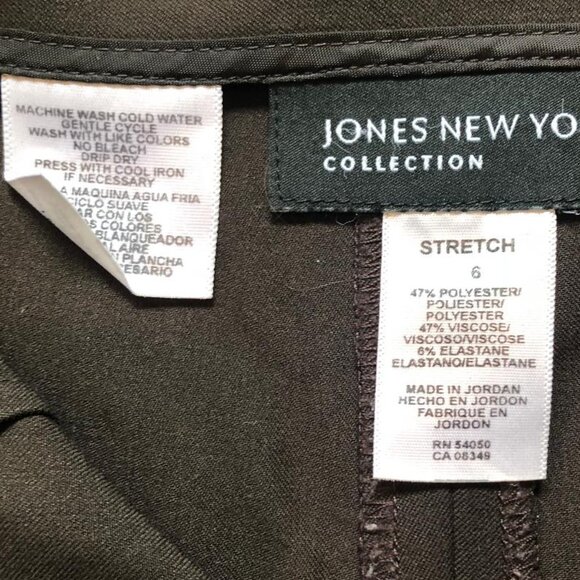 MACHINE WASH COLD WATER
GENTLE CYCLE
WASH WITH LIKE COLORS
NO BLEACH
DRIP DRY
PRESS WITH COOL IRON
IF NECESSARY
A MAQUINA AGUA FRIA
CICLO SUAVE
CON LOS
COLORES
BLANQUEADOR
AL AIRE
PLANCHA
JONES NEW YO
COLLECTION
STRETCH
6
47% POLYESTER/
POLIESTER/
POLYESTER
47% VISCOSE/
VISCOSO/VISCOSE
6% ELASTANE
ELASTANO/ELASTANE
MADE IN JORDAN
HECHO EN JORDON
FABRIQUE EN
JORDON
RN 54050
CA 08349